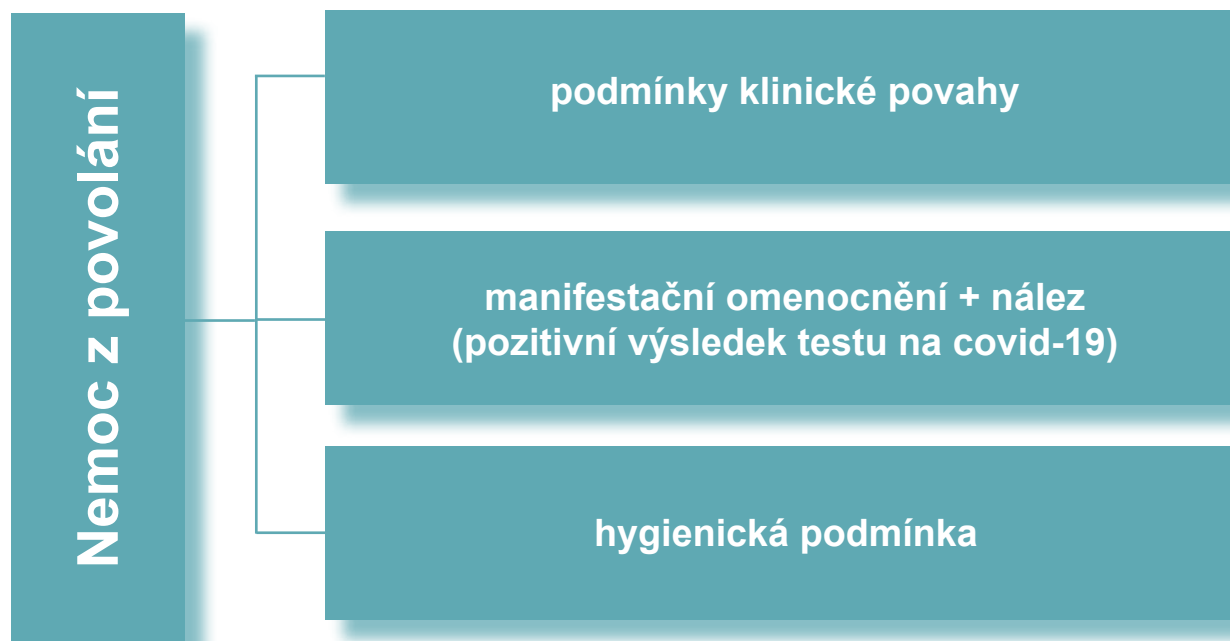 Nemoc z povolání
podmínky klinické povahy
manifestační omenocnění + nález
(pozitivní výsledek testu na covid-19)
hygienická podmínka